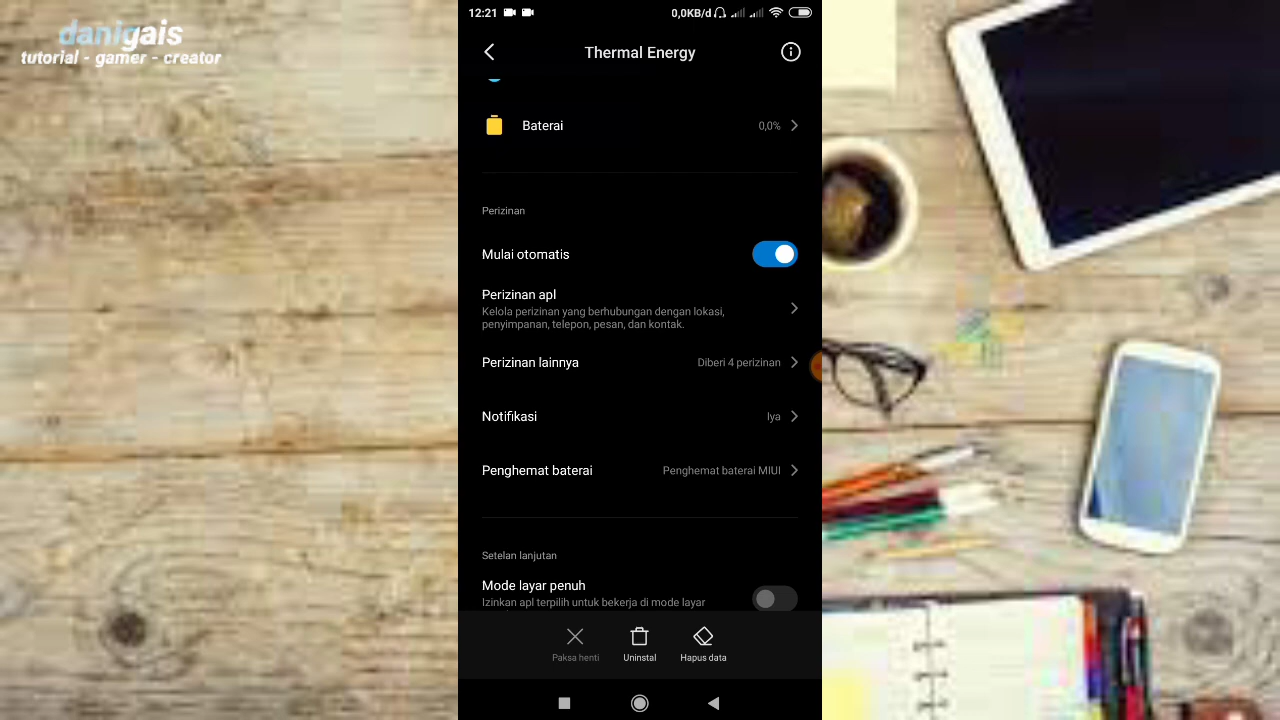 danigais
tutorial - gamer - creator
12:21
0,0KB/d
Thermal Energy
Baterai
0,0%
Perizinan
Mulai otomatis
Perizinan apl
Kelola perizinan yang berhubungan dengan lokasi,
penyimpanan, telepon, pesan, dan kontak.
Perizinan lainnya
Diberi 4 perizinan
Notifikasi
Iya
Penghemat baterai
Penghemat baterai MIUI
Setelan lanjutan
Mode layar penuh
Izinkan apl terpilih untuk bekerja di mode layar
Paksa henti
Uninstal
Hapus data